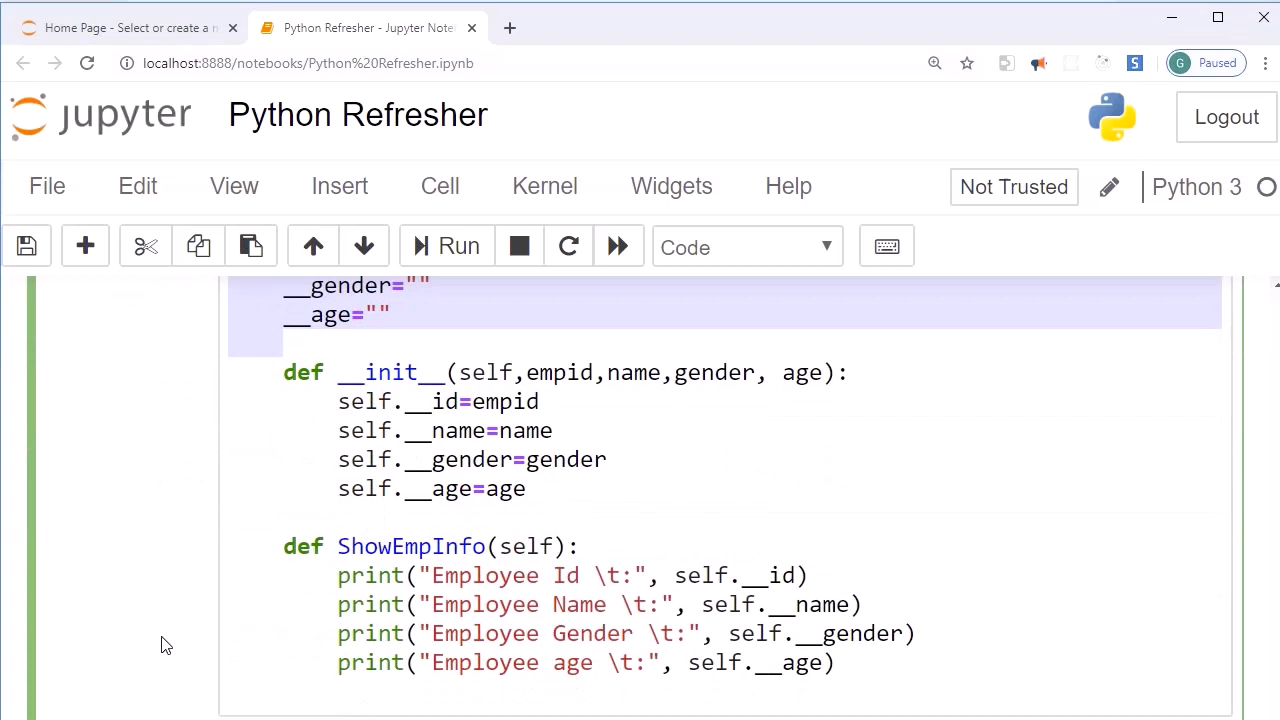 Home Page - Select or create a n
Python Refresher - Jupyter Note
localhost:8888/notebooks/Python%20Refresher.ipynb
S
G Paused
jupyter Python Refresher
Logout
File Edit View Insert Cell Kernel Widgets Help
Not Trusted
Python 3
Run
Code
__gender=""
__age=""
def __init__(self,empid,name,gender, age):
self.__id=empid
self.__name=name
self.__gender=gender
self.__age=age
def ShowEmpInfo(self):
print("Employee Id \t:", self.__id)
print("Employee Name \t:", self.__name)
print("Employee Gender \t:", self.__gender)
print("Employee age \t:", self.__age)